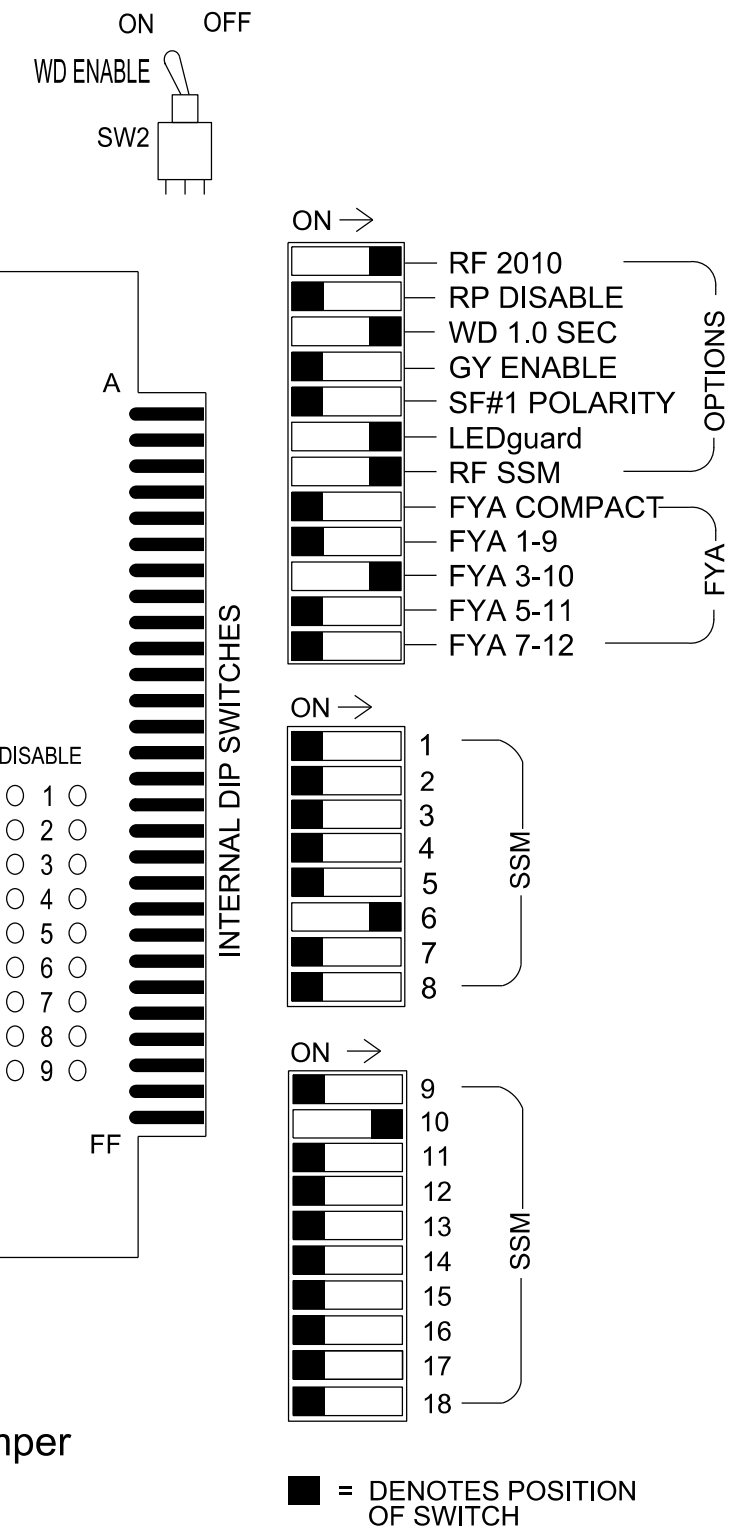 ON OFF
WD ENABLE
SW2
ON →
RF 2010
RP DISABLE
WD 1.0 SEC
GY ENABLE
SF#1 POLARITY
LEDguard
RF SSM
OPTIONS
FYA COMPACT
FYA 1-9
FYA 3-10
FYA 5-11
FYA 7-12
FYA
A
FF
INTERNAL DIP SWITCHES
DISABLE
1
2
3
4
5
6
7
8
9
ON →
1
2
3
4
5
6
7
8
SSM
ON →
9
10
11
12
13
14
15
16
17
18
SSM
mper
= DENOTES POSITION
OF SWITCH